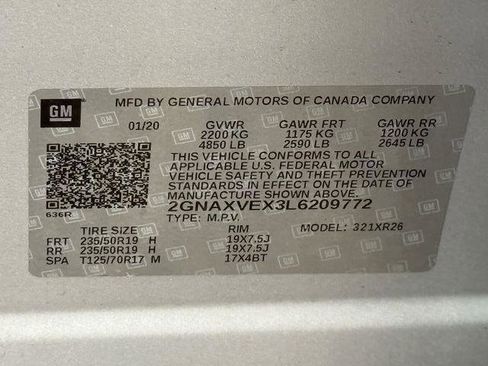 GM
MFD BY GENERAL MOTORS OF CANADA COMPANY
01/20 GVWR GAWR FRT GAWR RR
2200 KG 1175 KG 1200 KG
4850 LB 2590 LB 2645 LB
THIS VEHICLE CONFORMS TO ALL
APPLICABLE U.S. FEDERAL MOTOR
VEHICLE SAFETY AND THEFT PREVENTION
STANDARDS IN EFFECT ON THE DATE OF
MANUFACTURE SHOWN ABOVE.
2GNAXVEX3L6209772
636R TYPE: M.P.V. MODEL: 321XR26
TIRE SIZE RIM
FRT 235/50R19 H 19X7.5J
RR 235/50R19 H 19X7.5J
SPA T125/70R17 M 17X4BT